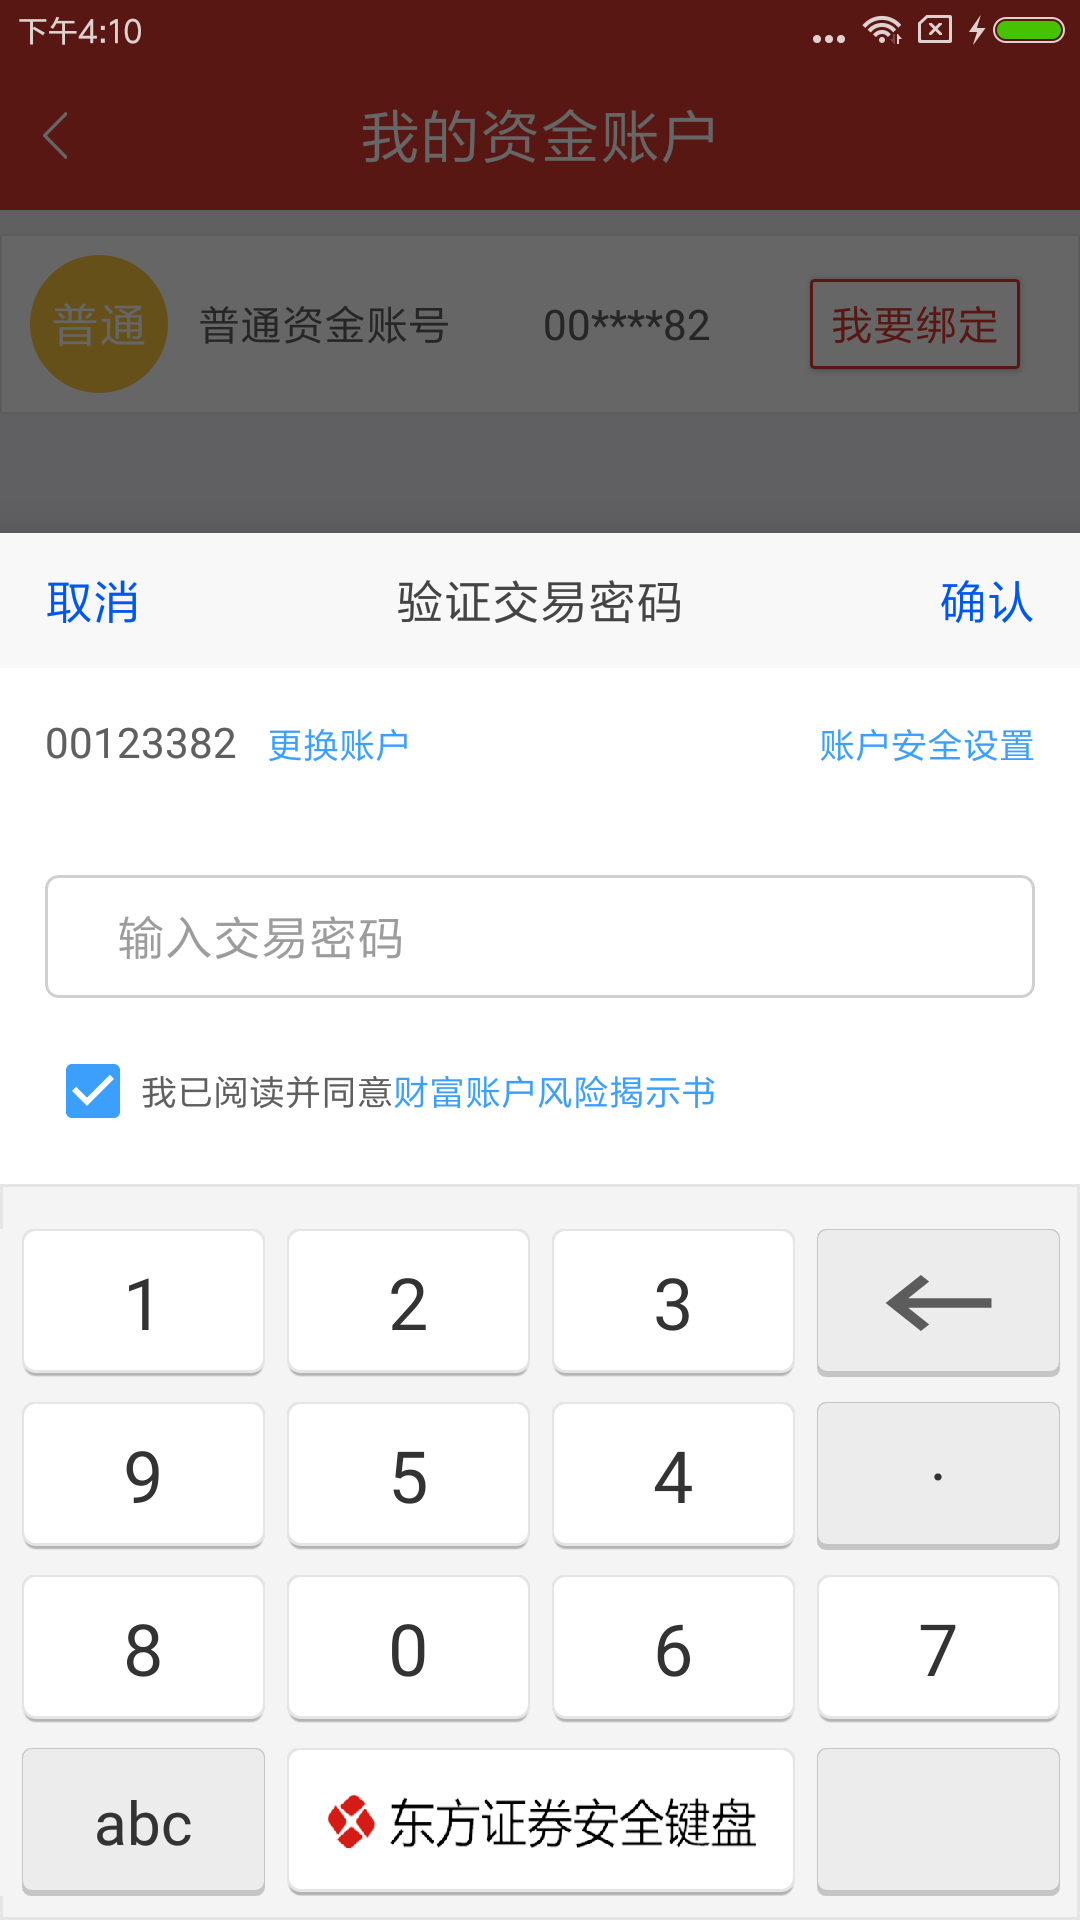 下午4:10
我的资金账户
普通 普通资金账号 00****82 我要绑定
取消 验证交易密码 确认
00123382 更换账户 账户安全设置
输入交易密码
我已阅读并同意财富账户风险揭示书
1 2 3
9 5 4 .
8 0 6 7
abc 东方证券安全键盘